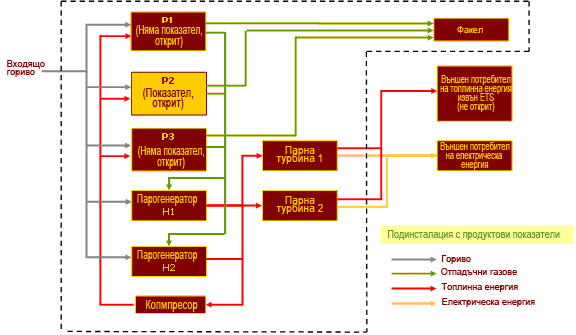 P1
(Няма показател,
открит)
Факел
Входящо
гориво
P2
(Показател,
открит)
Външен потребител
на топлинна енергия
извън ETS
(не открит)
P3
(Няма показател,
открит)
Парна
турбина 1
Външен потребител
на електрическа
енергия
Парогенератор
H1
Парна
турбина 2
Подинсталация с продуктови показатели
Парогенератор
H2
Гориво
Отпадъчни газове
Топлинна енергия
Електрическа енергия
Копмпресор